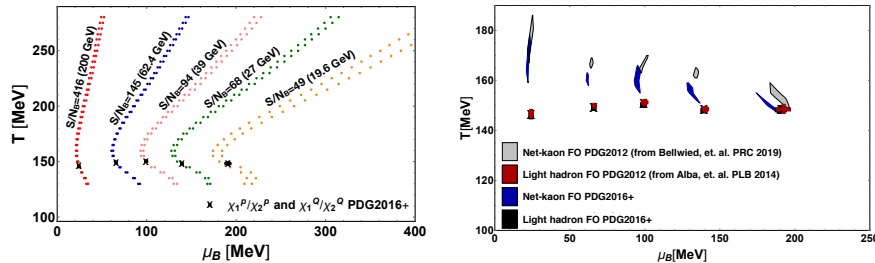 250
200
150
100
0
100
200
300
400
T [MeV]
μB [MeV]
S/NB=416 (200 GeV)
S/NB=145 (62.4 GeV)
S/NB=94 (39 GeV)
S/NB=68 (27 GeV)
S/NB=49 (19.6 GeV)
χ1^p/χ2^p and χ1^Q/χ2^Q PDG2016+
180
160
140
120
100
0
50
100
150
200
250
T[MeV]
μB[MeV]
Net-kaon FO PDG2012 (from Bellwied, et. al. PRC 2019)
Light hadron FO PDG2012 (from Alba, et. al. PLB 2014)
Net-kaon FO PDG2016+
Light hadron FO PDG2016+